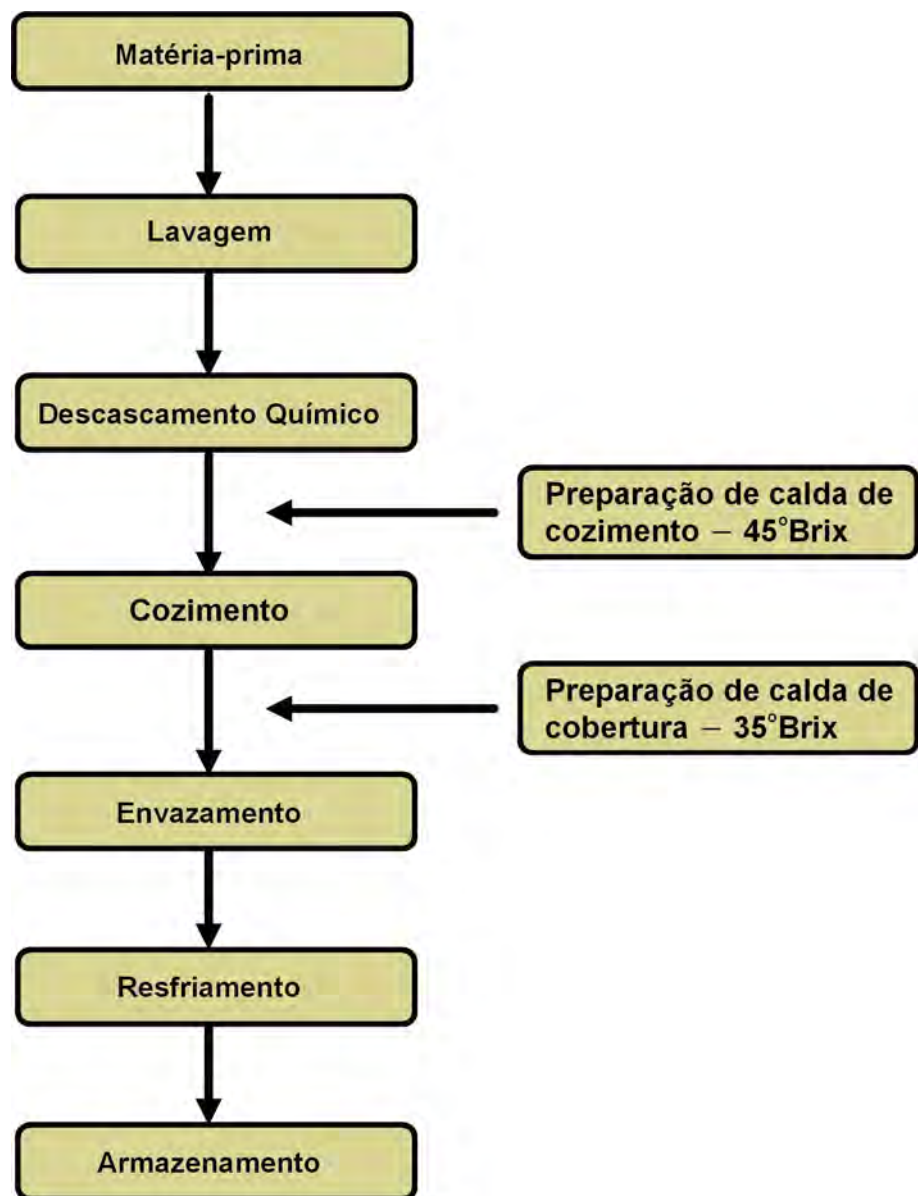 Matéria-prima
Lavagem
Descascamento Químico
Preparação de calda de
cozimento – 45°Brix
Cozimento
Preparação de calda de
cobertura – 35°Brix
Envazamento
Resfriamento
Armazenamento